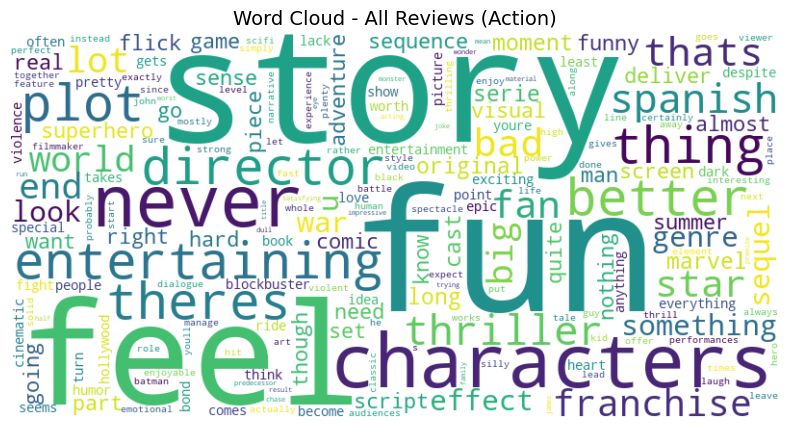 Word Cloud - All Reviews (Action)
story
fun
feel
characters
never
director
entertaining
plot
thing
better
theres
thriller
spanish
franchise
bad
thats
star
world
lot
big
fan
end
look
effect
something
genre
sequel
war
original
script
sequence
serie
moment
funny
deliver
almost
visual
man
screen
summer
marvel
everything
nothing
anything
quite
cast
know
long
need
set
though
think
part
going
want
right
hard
comic
superhero
real
flick
game
often
gets
pretty
sense
go
piece
adventure
u
lack
show
worth
entertainment
picture
youre
exciting
point
epic
love
book
style
video
black
battle
whole
spectacle
expect
trying
put
life
high
power
joke
enjoy
material
along
least
despite
line
certainly
away
gives
done
dark
interesting
place
next
viewer
goes
always
thrill
guy
kid
offer
performances
heart
lead
laugh
times
hero
leave
silly
classic
family
audiences
become
actually
comes
emotional
bond
batman
role
enjoyable
manage
youll
hit
art
ride
idea
he
s
works
tale
james
element
premise
result
chase
predecessor
humor
turn
hollywood
cinematic
seems
solid
half
fight
people
blockbuster
dialogue
violent
special
takes
probably
start
title
dull
impressive
satisfying
fast
rather
strong
let
level
experience
narrative
simply
scifi
monster
wonder
mean
acting
eye
plenty
thrilling
perfect
instead
together
exactly
feature
since
john
worst
mostly
violence
filmmaker
sure
run